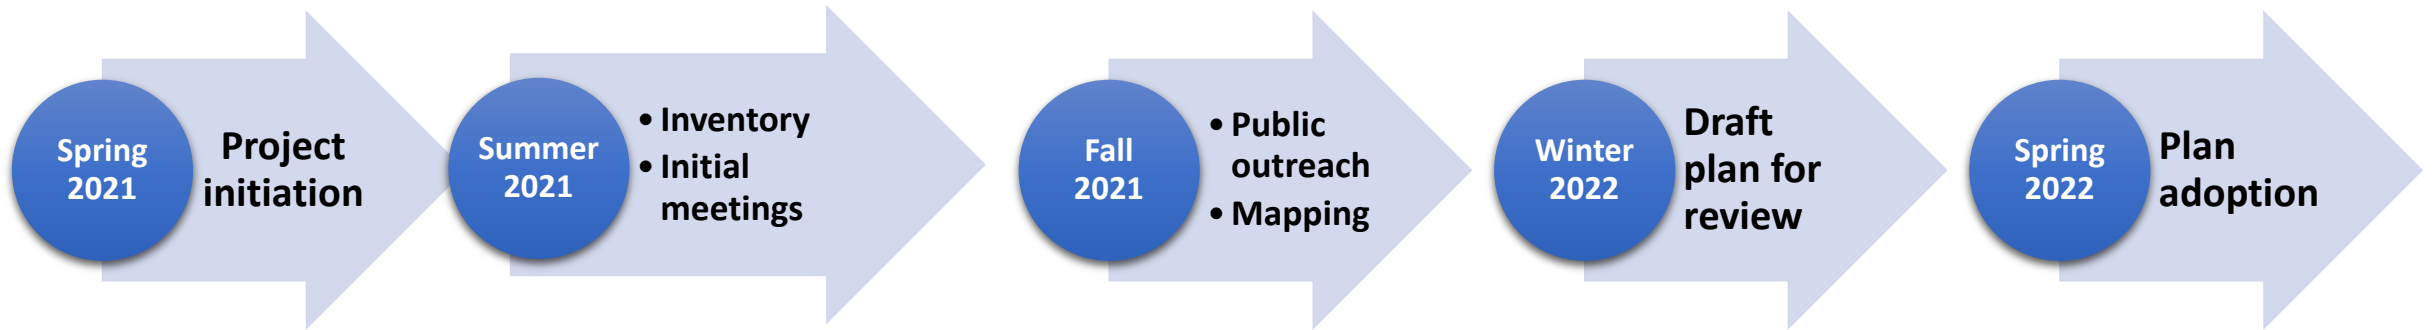 Spring
2021
Project
initiation
Summer
2021
• Inventory
• Initial
meetings
Fall
2021
• Public
outreach
• Mapping
Winter
2022
Draft
plan for
review
Spring
2022
Plan
adoption